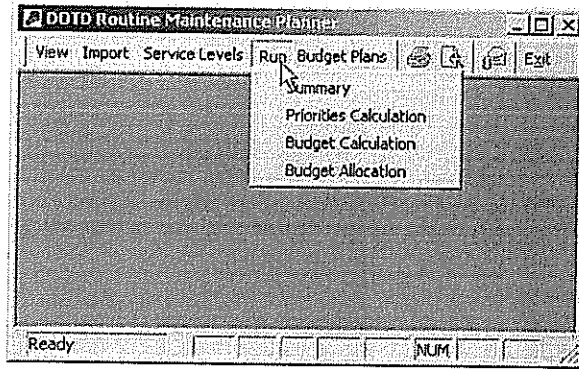 DOTD Routine Maintenance Planner
View Import Service Levels Run Budget Plans Exit
Summary
Priorities Calculation
Budget Calculation
Budget Allocation
Ready NUM